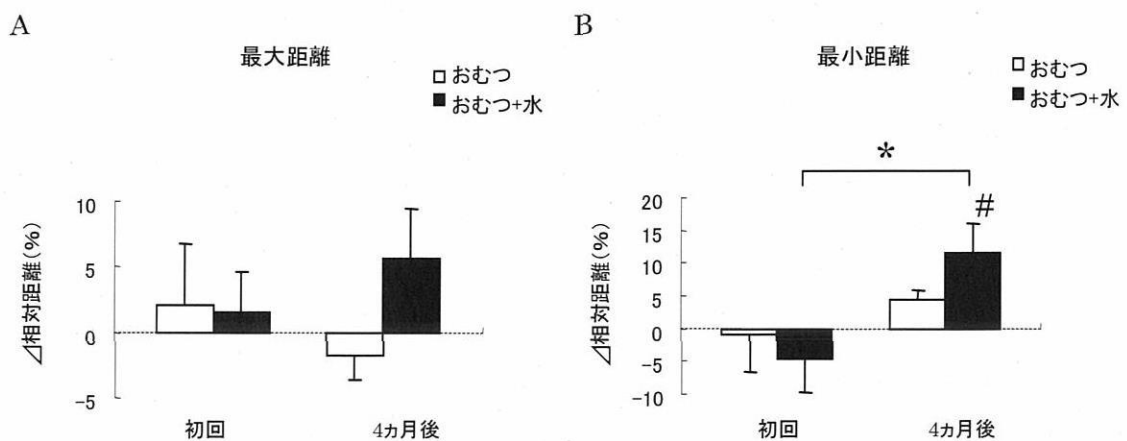 A
最大距離
おむつ
おむつ+水
⊿相対距離(%)
10
5
0
-5
初回
4ヵ月後
B
最小距離
おむつ
おむつ+水
*
#
⊿相対距離(%)
20
15
10
5
0
-5
-10
初回
4ヵ月後